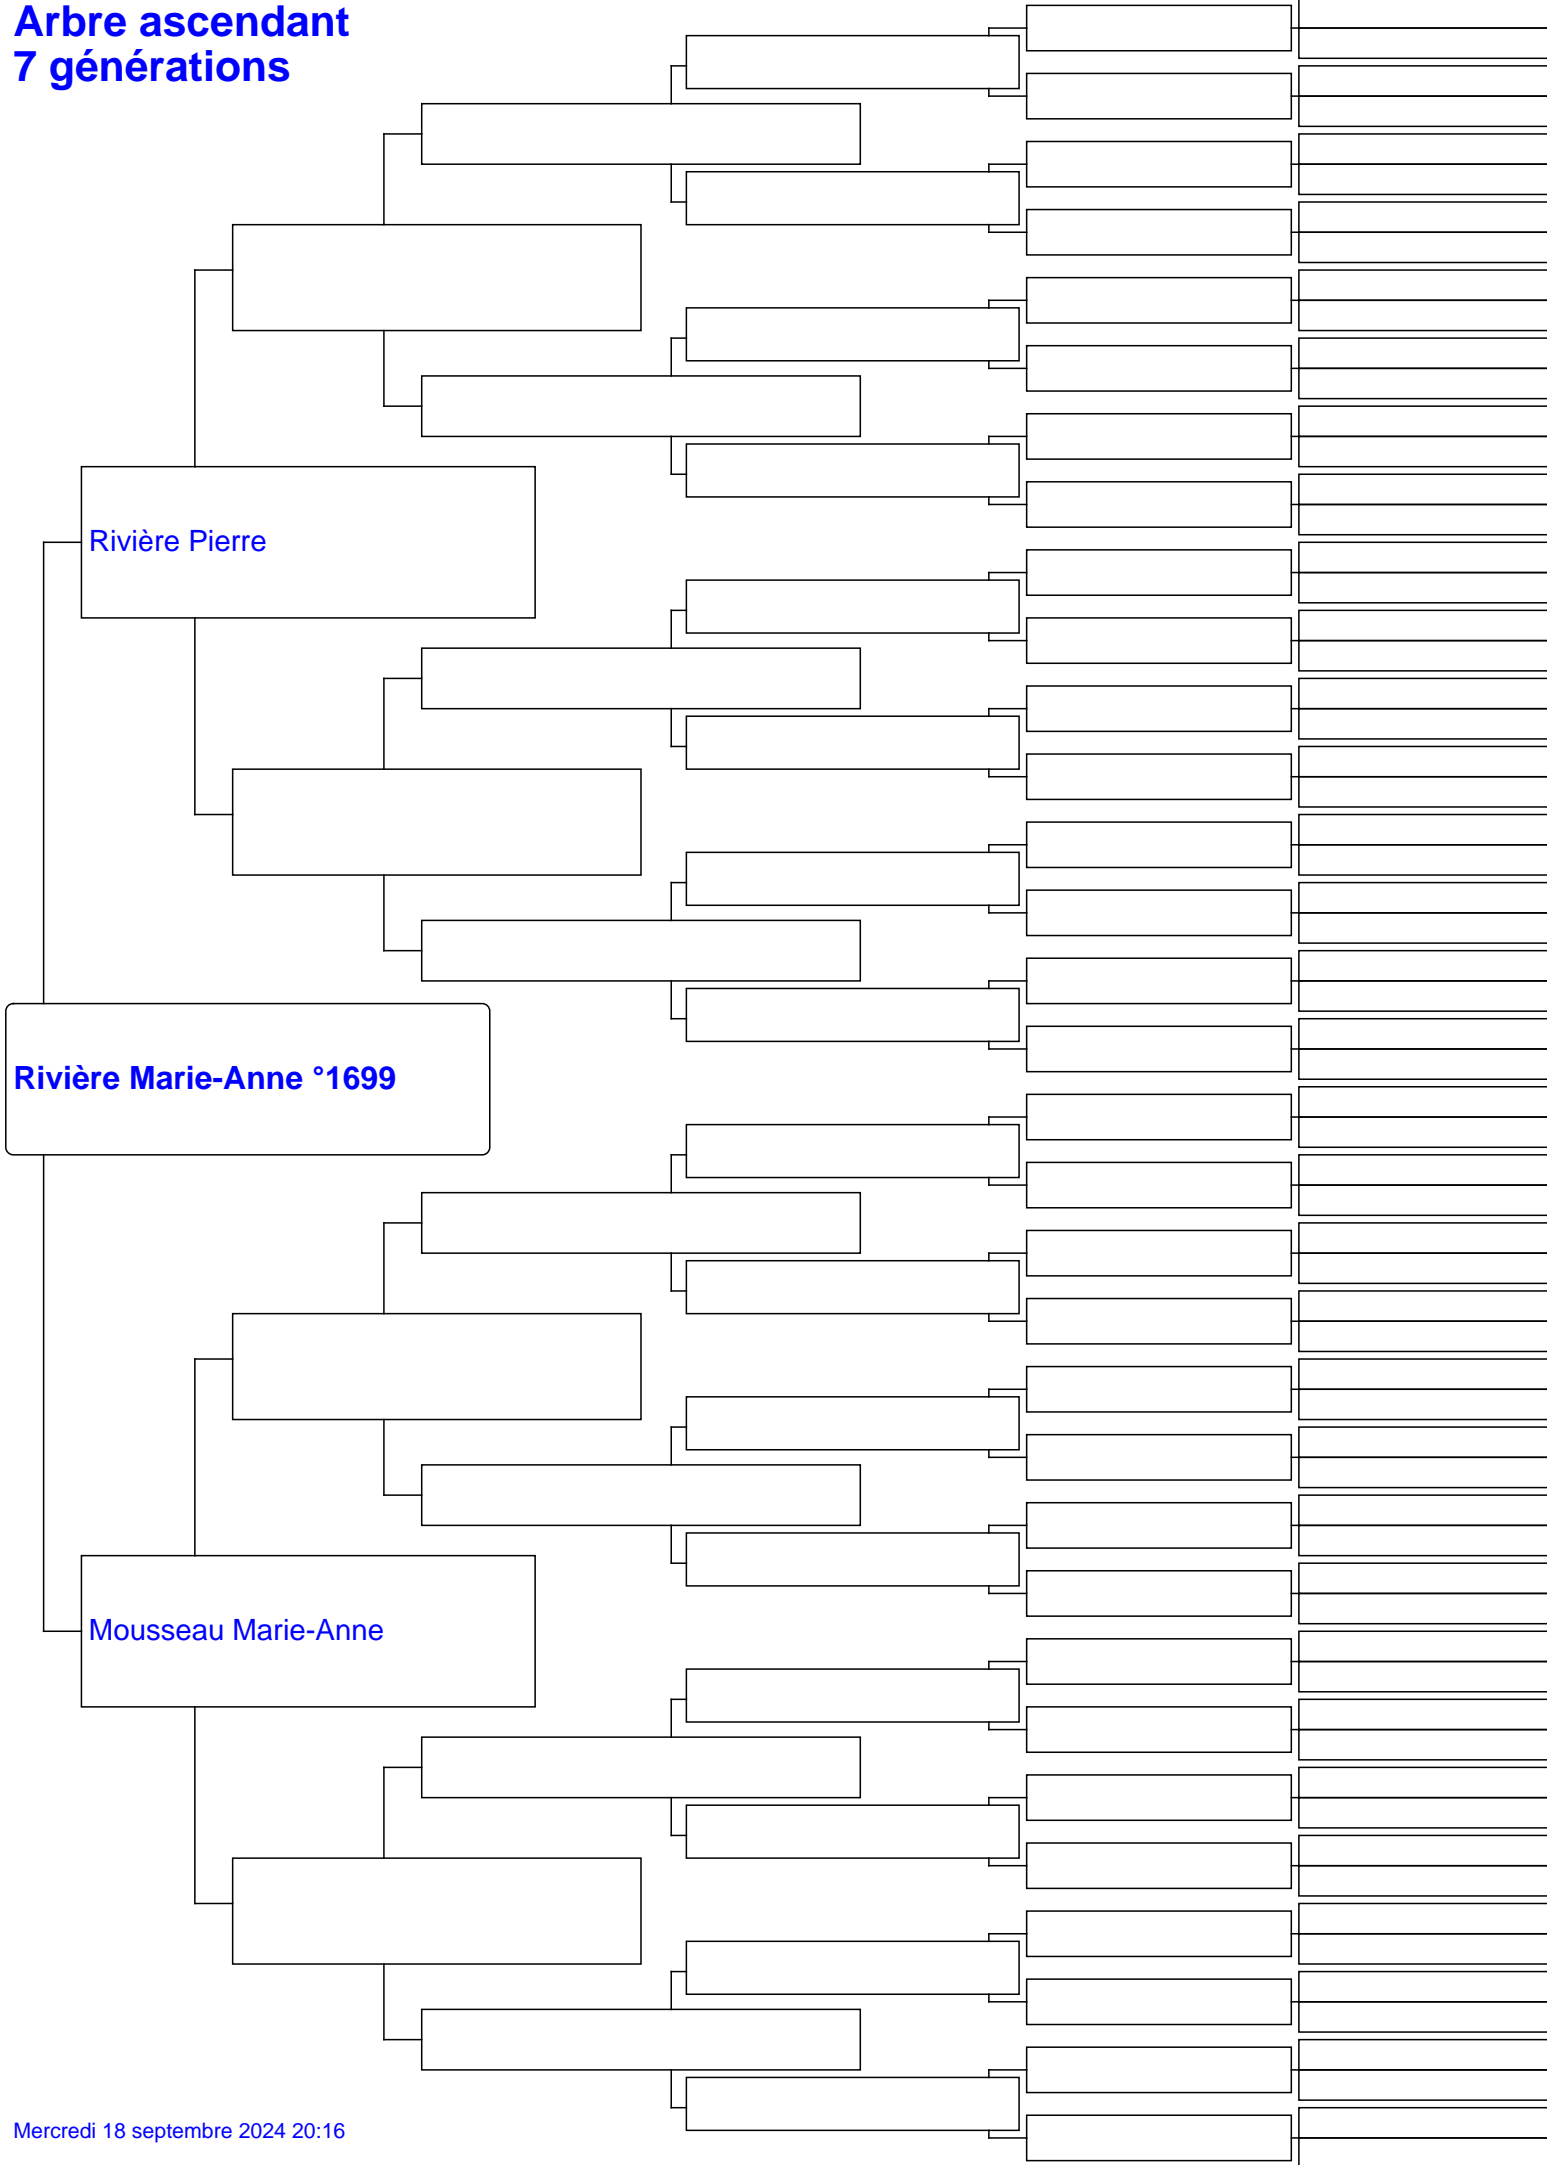 Arbre ascendant
7 générations
Rivière Pierre
Rivière Marie-Anne °1699
Mousseau Marie-Anne
Mercredi 18 septembre 2024 20:16